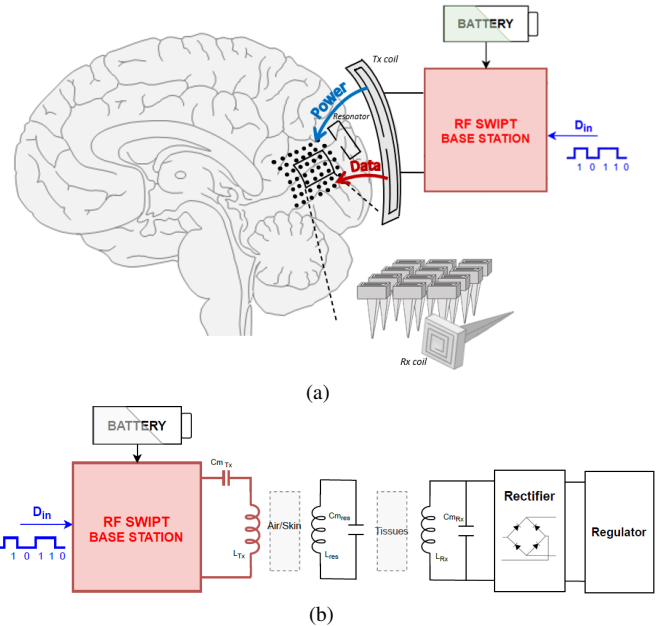 BATTERY
Tx coil
Power
Resonator
RF SWIPT
BASE STATION
Din
1 0 1 1 0
Data
Rx coil
(a)
BATTERY
CmTx
Din
1 0 1 1 0
RF SWIPT
BASE STATION
LTx
Air/Skin
Cmres
Lres
Tissues
CmRx
LRx
Rectifier
Regulator
(b)